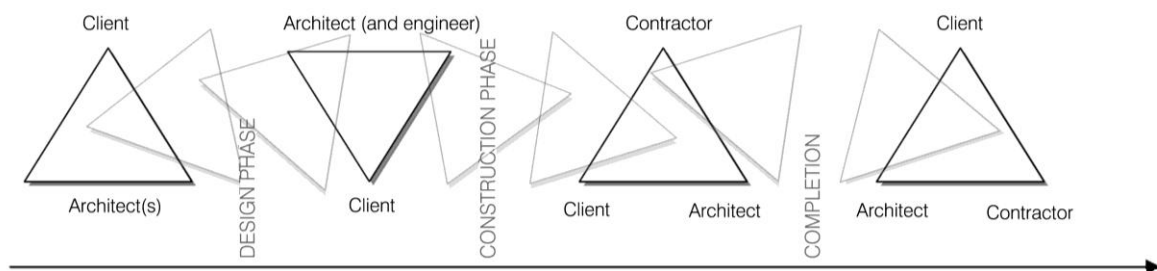 Client
Architect (and engineer)
Contractor
Client
Architect(s)
DESIGN PHASE
Client
CONSTRUCTION PHASE
Client
Architect
COMPLETION
Architect
Contractor